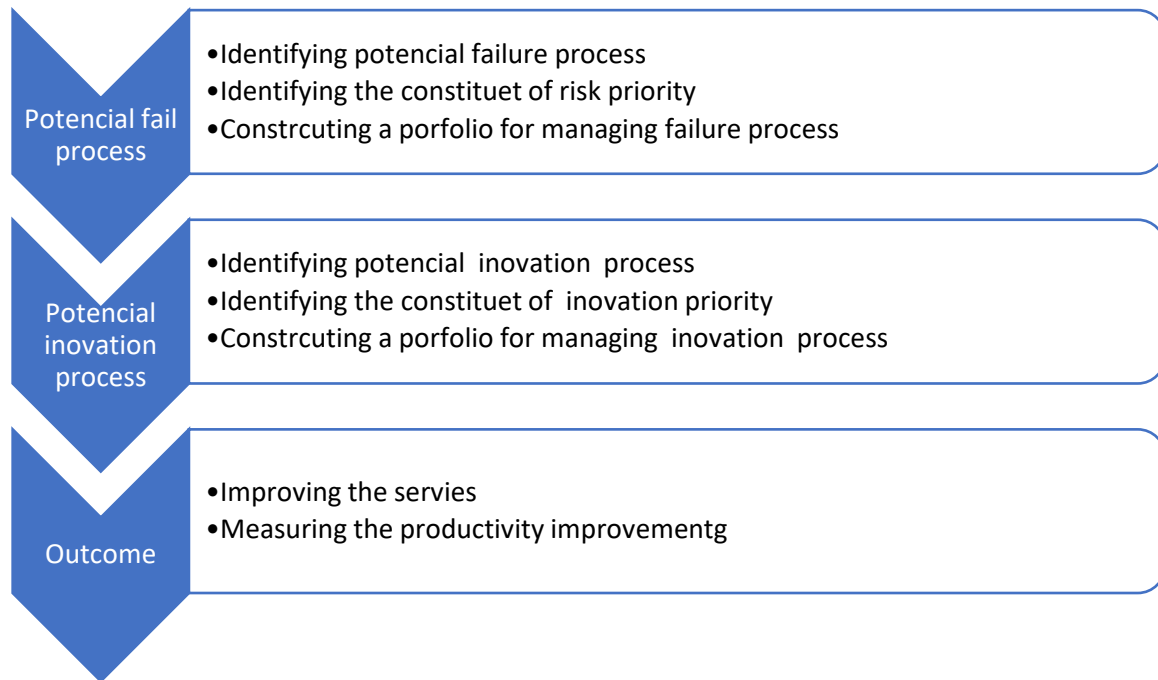 Potencial fail
process
•Identifying potencial failure process
•Identifying the constituet of risk priority
•Constrcuting a porfolio for managing failure process
Potencial
inovation
process
•Identifying potencial  inovation  process
•Identifying the constituet of  inovation priority
•Constrcuting a porfolio for managing  inovation  process
Outcome
•Improving the servies
•Measuring the productivity improvementg